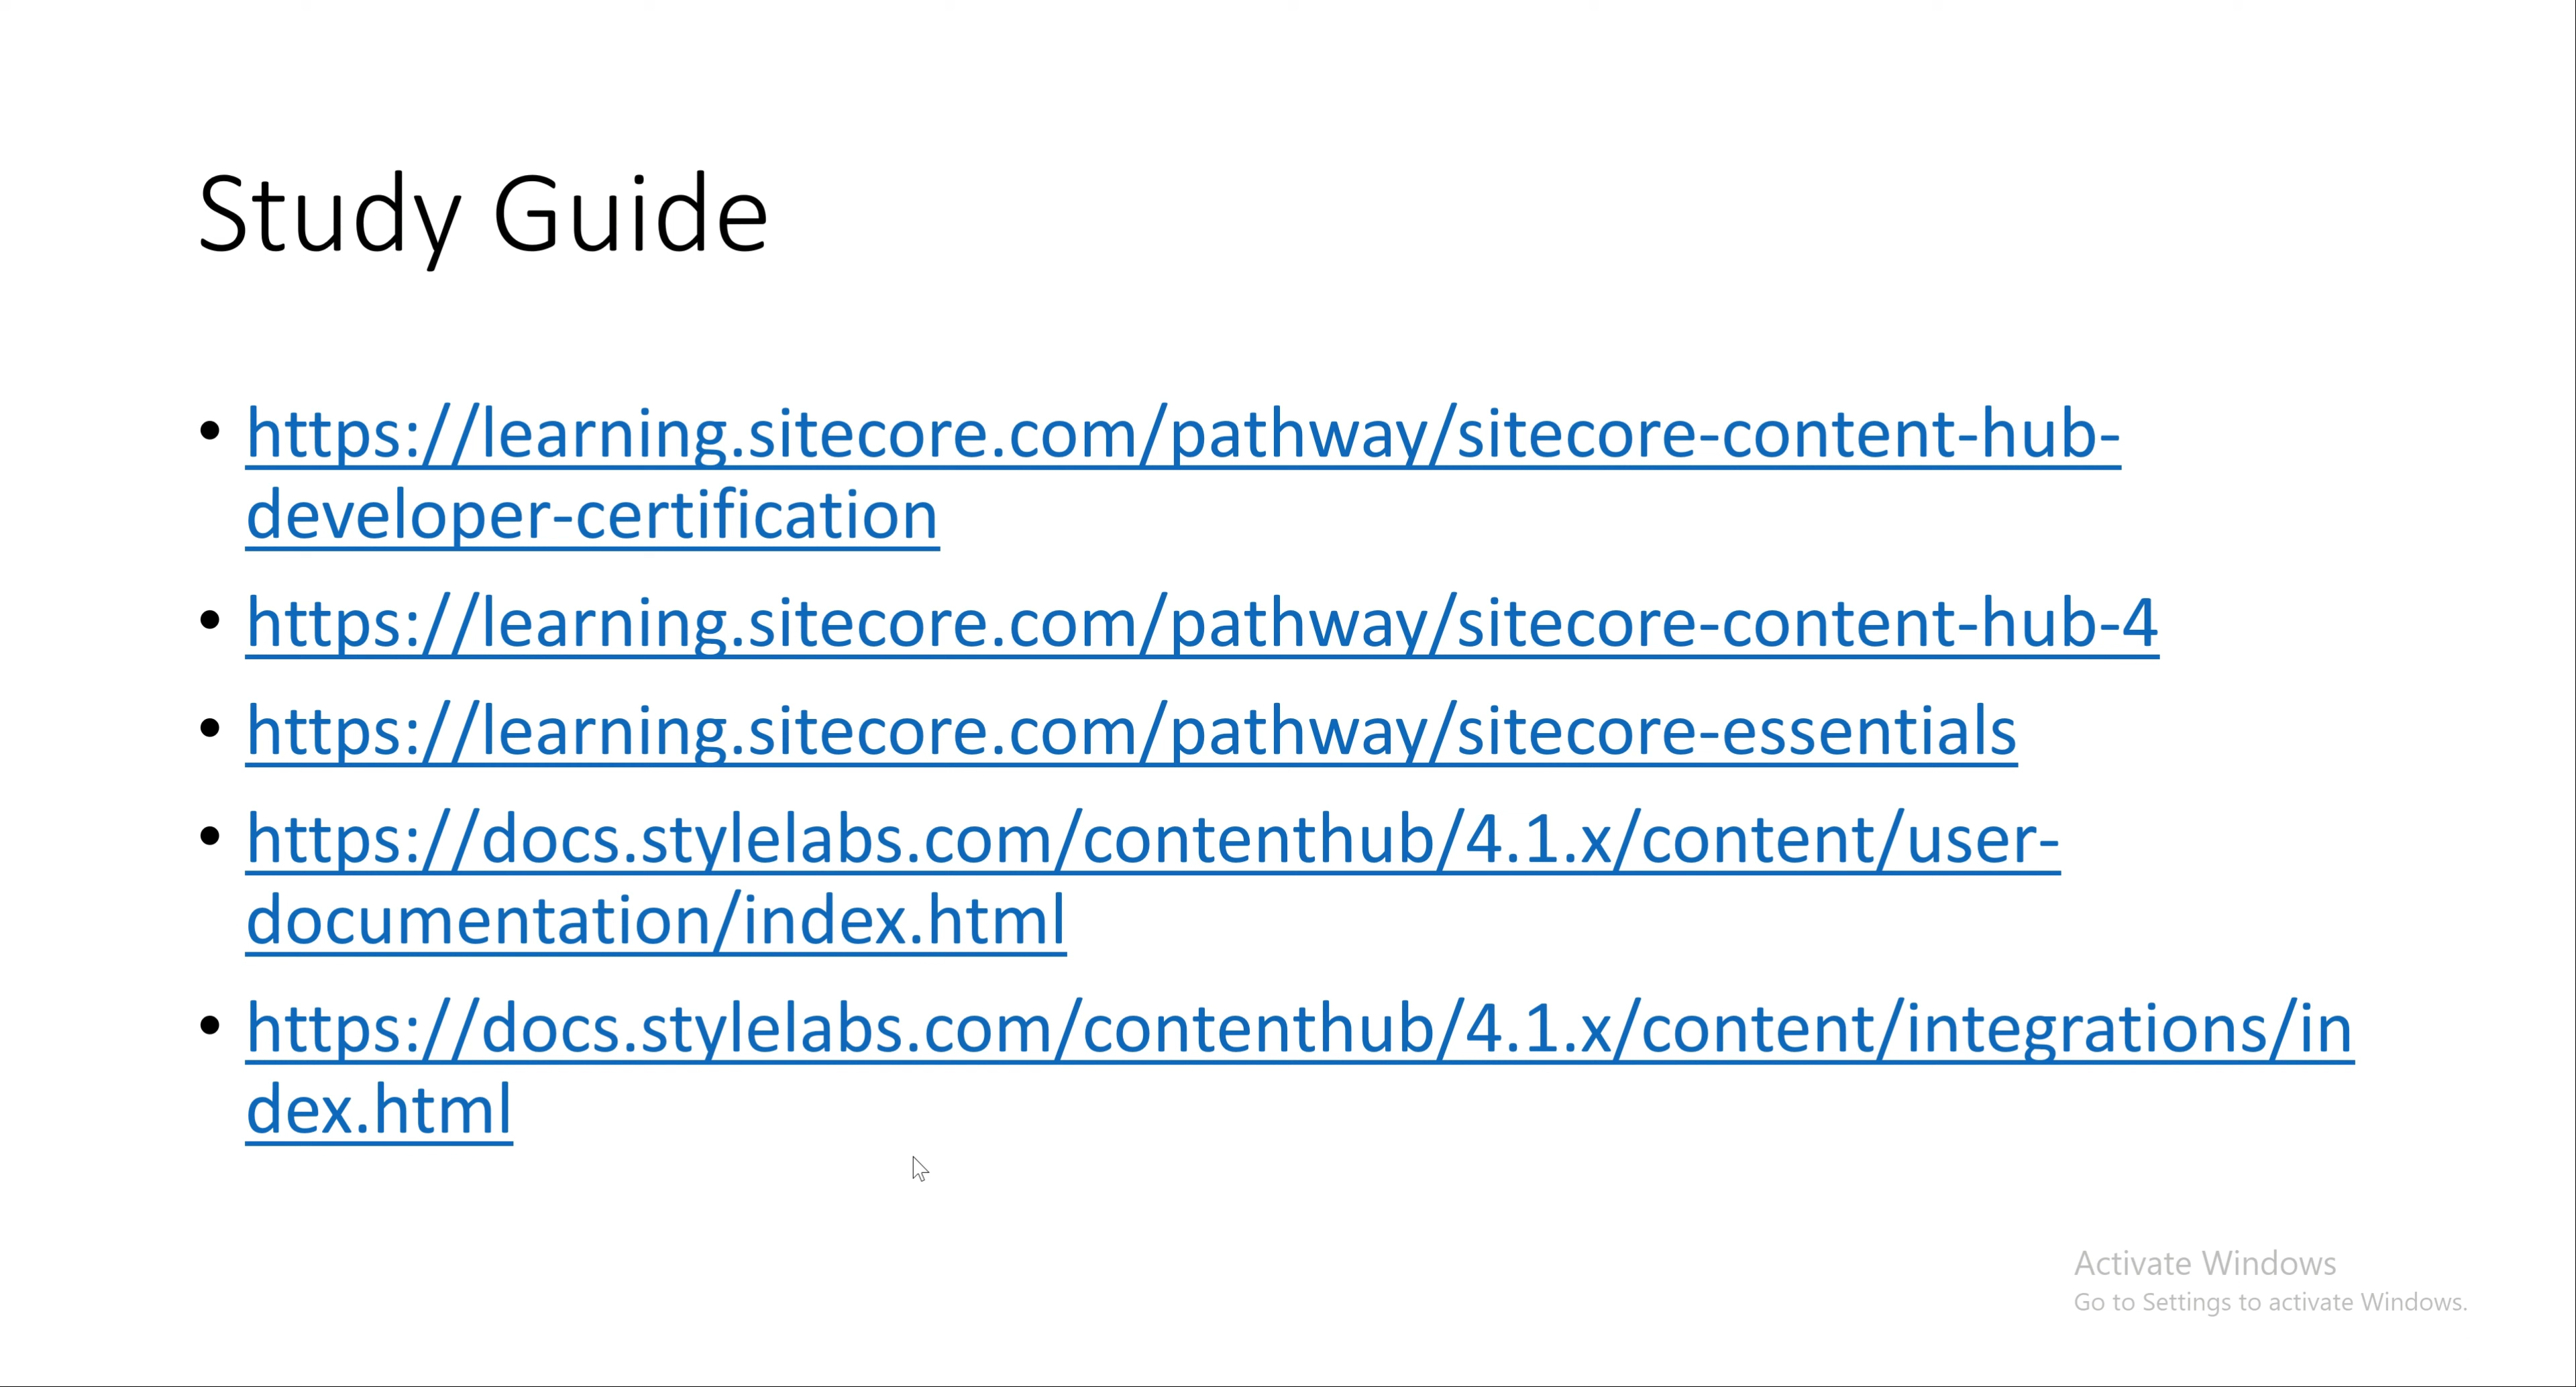 Study Guide
• https://learning.sitecore.com/pathway/sitecore-content-hub-
developer-certification
• https://learning.sitecore.com/pathway/sitecore-content-hub-4
• https://learning.sitecore.com/pathway/sitecore-essentials
• https://docs.stylelabs.com/contenthub/4.1.x/content/user-
documentation/index.html
• https://docs.stylelabs.com/contenthub/4.1.x/content/integrations/in
dex.html
Activate Windows
Go to Settings to activate Windows.